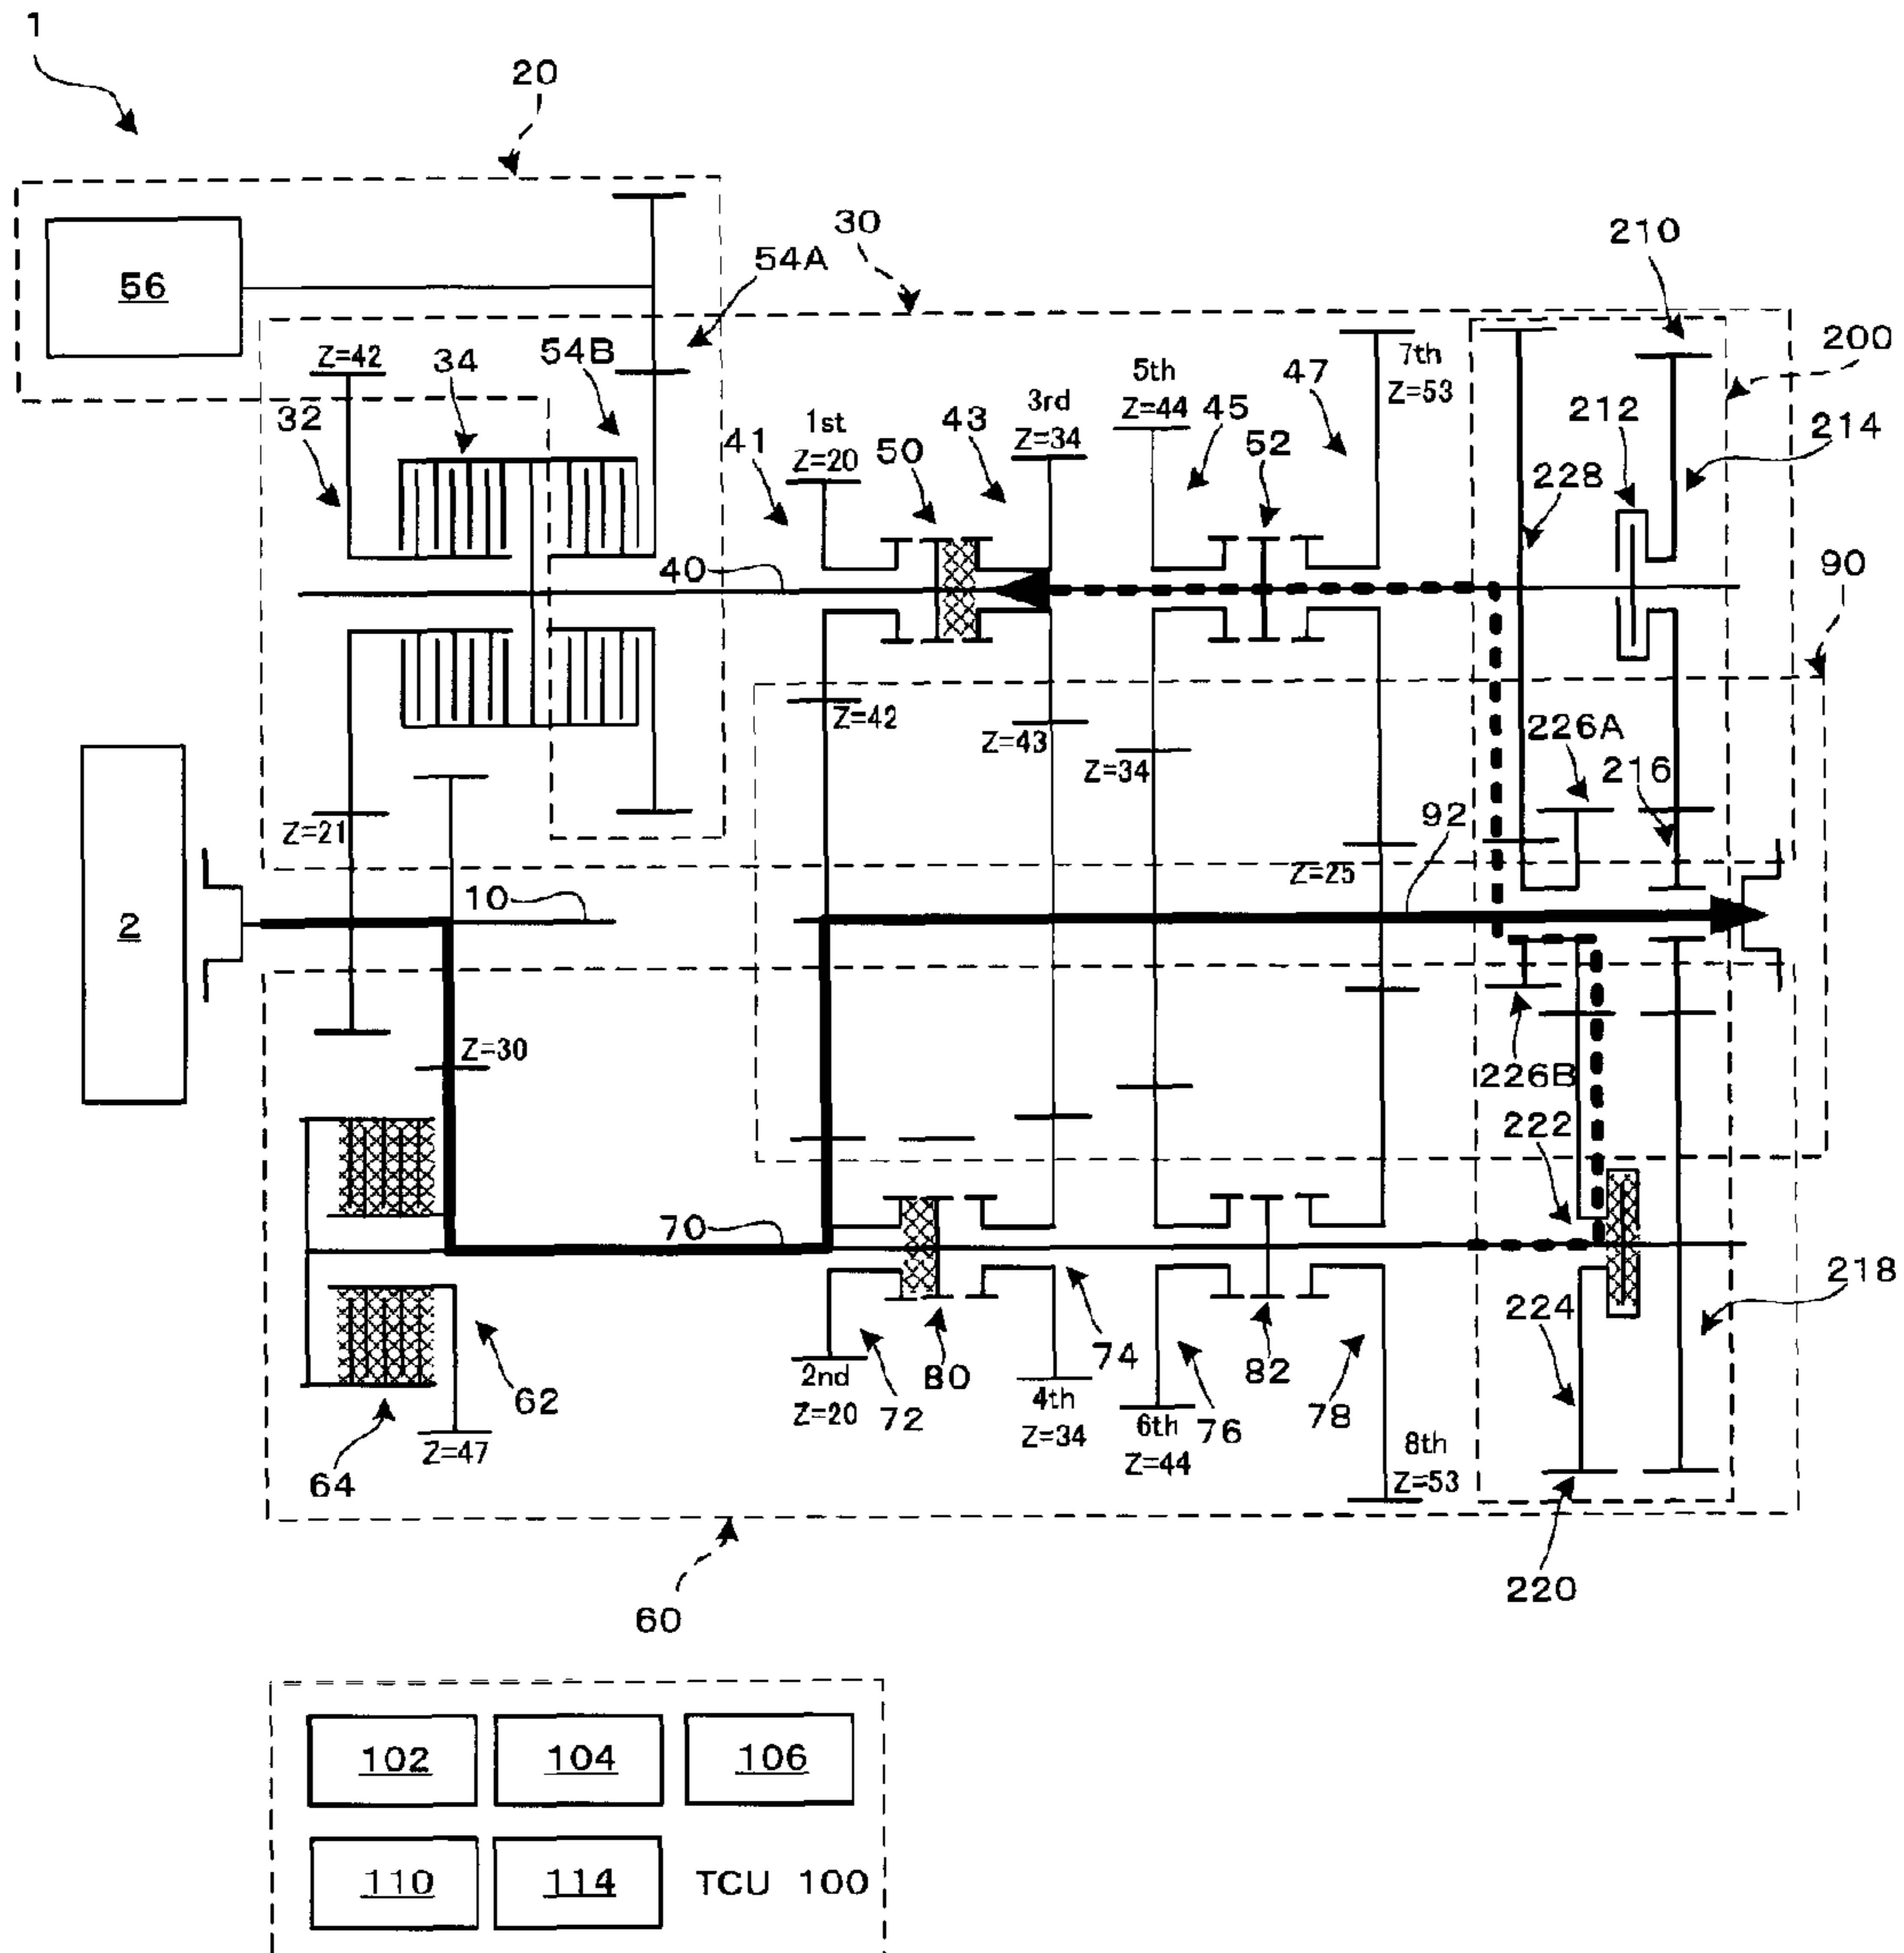 1
20
30
210
56
54A
200
Z=42
34
54B
7th
Z=53
5th
Z=44
47
3rd
Z=34
32
41
1st
Z=20
50
43
45
52
212
214
228
40
90
Z=42
Z=43
Z=34
226A
216
Z=21
92
Z=25
10
2
Z=30
226B
222
70
218
224
62
2nd
Z=20
72
80
74
4th
Z=34
82
76
6th
Z=44
78
8th
Z=53
64
Z=47
220
60
102
104
106
110
114
TCU 100